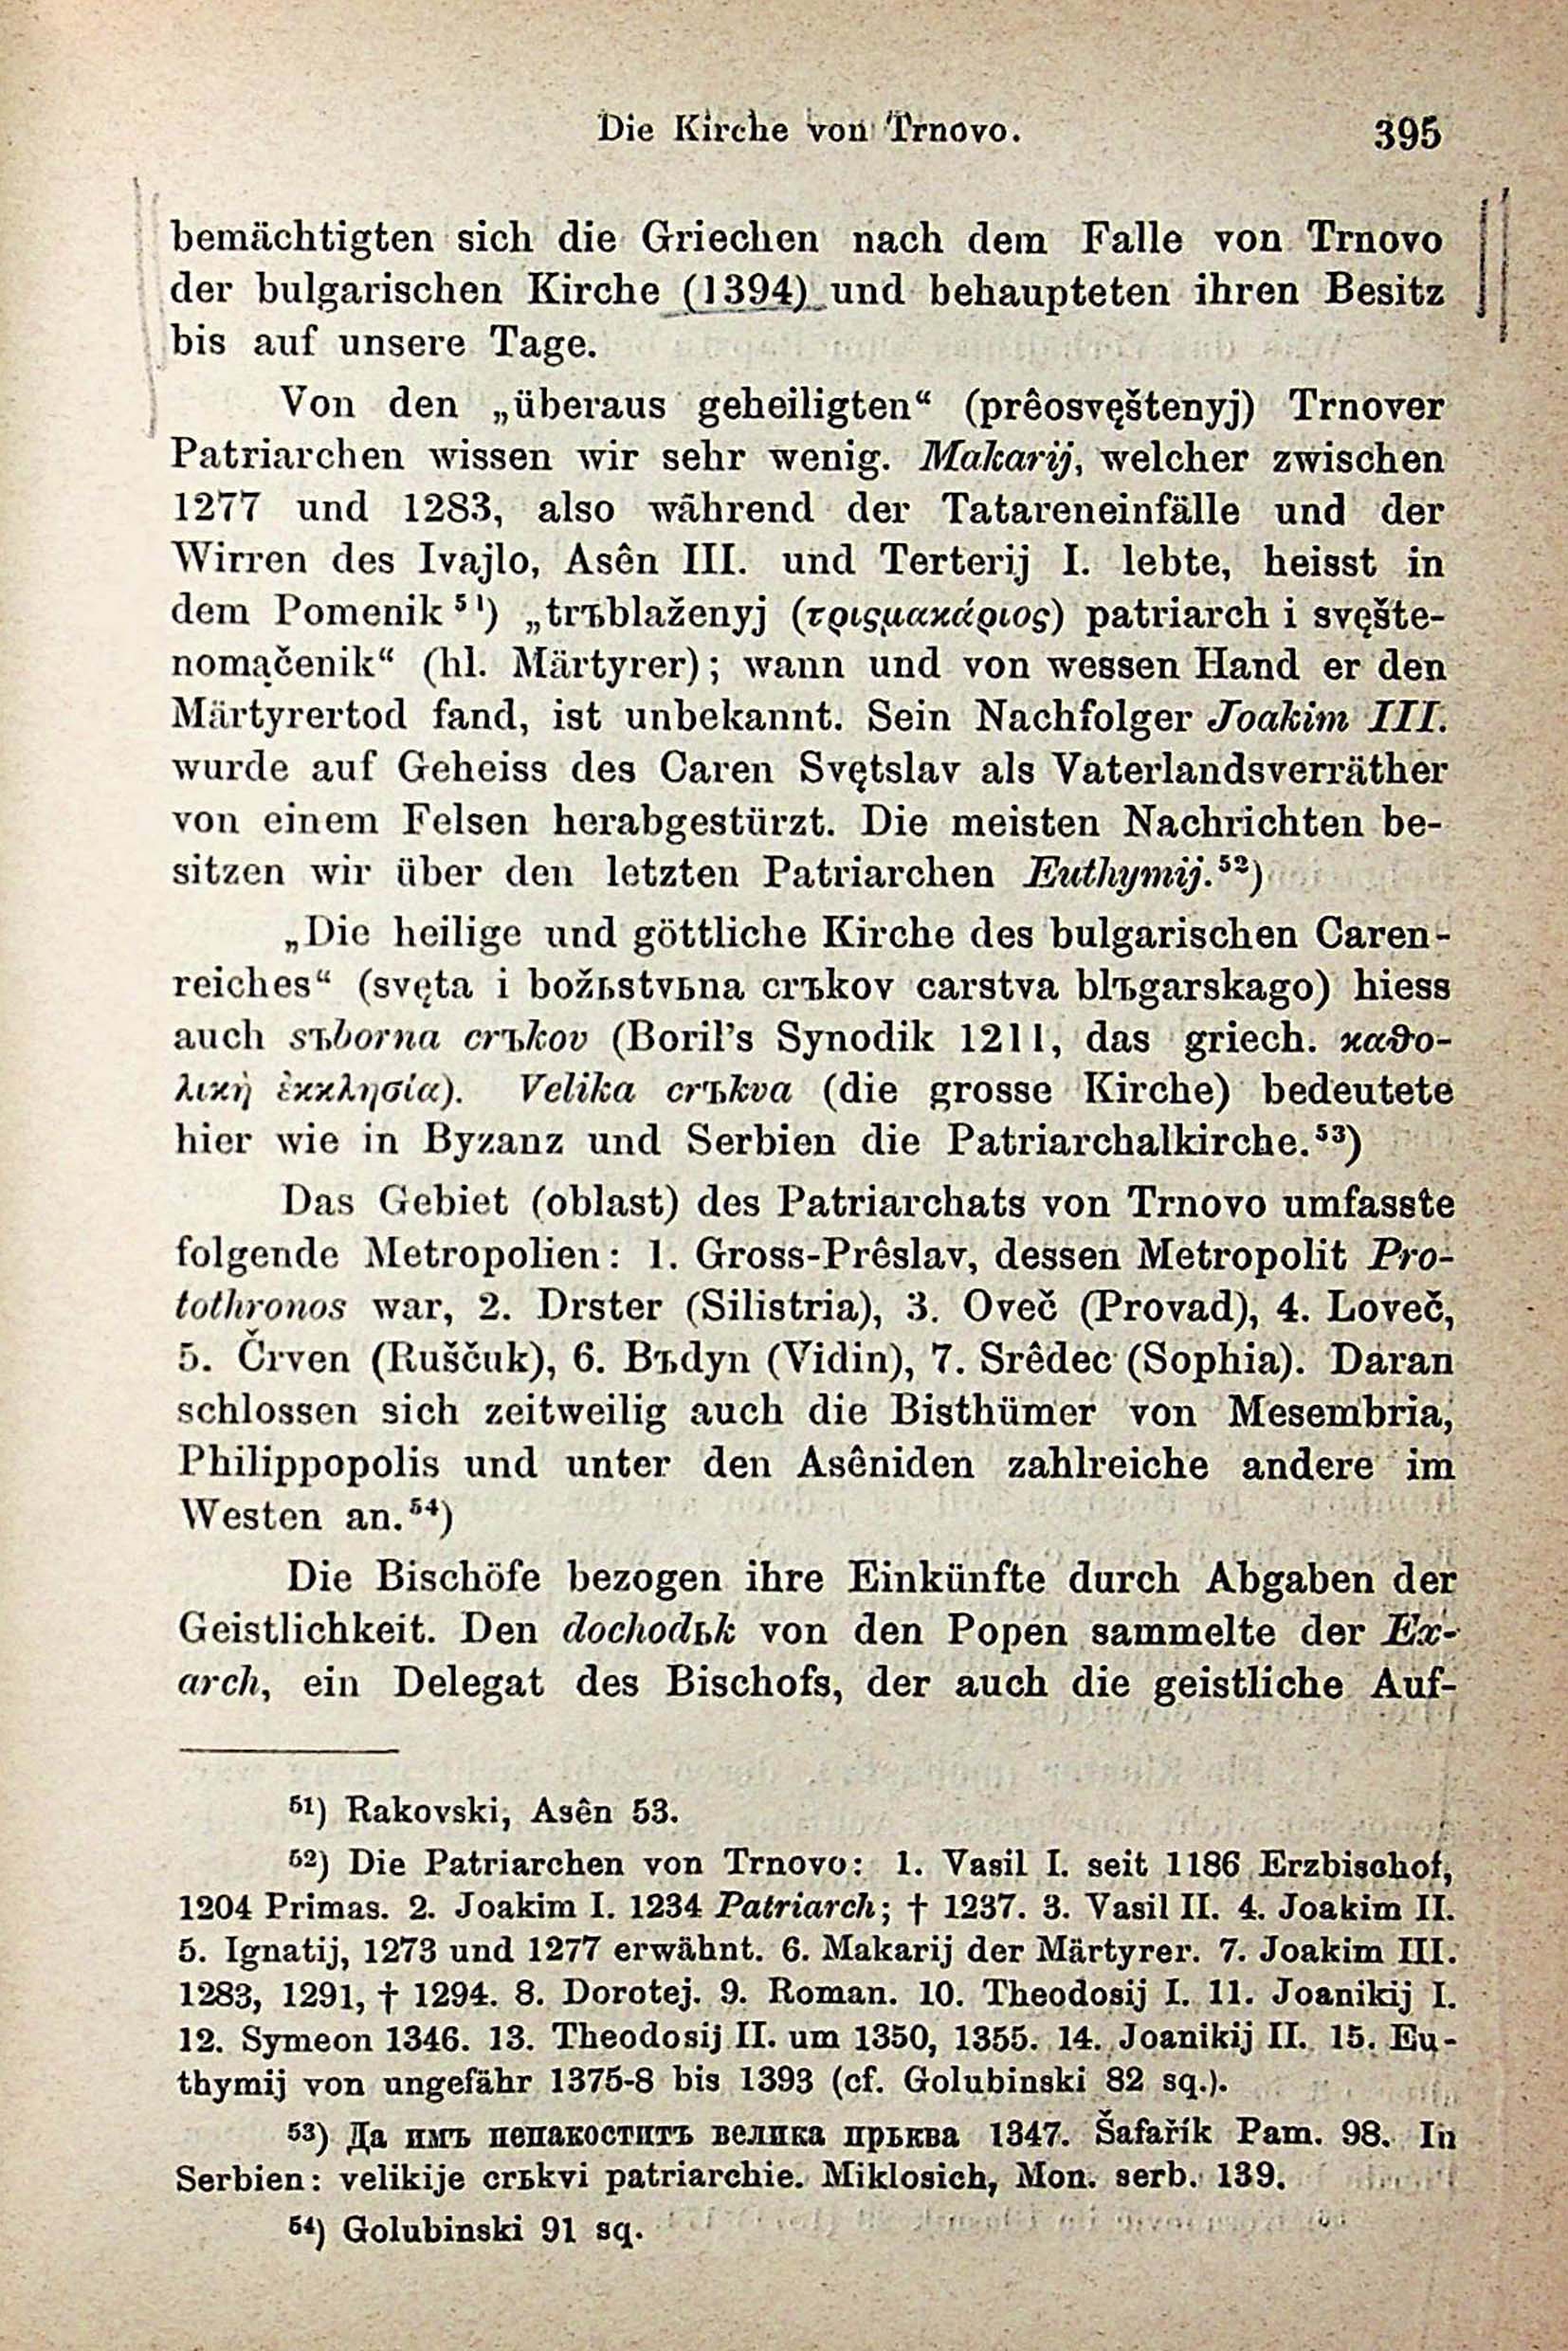 Die Kirche von Trnovo. 395
bemächtigten sich die Griechen nach dem Falle von Trnovo
der bulgarischen Kirche (1394) und behaupteten ihren Besitz
bis auf unsere Tage.
Von den „überaus geheiligten“ (prêosvęštenyj) Trnover
Patriarchen wissen wir sehr wenig. Makarij, welcher zwischen
1277 und 1283, also während der Tatareneinfälle und der
Wirren des Ivajlo, Asên III. und Terterij I. lebte, heisst in
dem Pomenik ⁵¹) „trъblaženyj (τριςμακάριος) patriarch i svęšte-
nomąčenik“ (hl. Märtyrer); wann und von wessen Hand er den
Märtyrertod fand, ist unbekannt. Sein Nachfolger Joakim III.
wurde auf Geheiss des Caren Svętslav als Vaterlandsverräther
von einem Felsen herabgestürzt. Die meisten Nachrichten be-
sitzen wir über den letzten Patriarchen Euthymij.⁵²)
„Die heilige und göttliche Kirche des bulgarischen Caren-
reiches“ (svęta i božьstvьna crъkov carstva blъgarskago) hiess
auch sъborna crъkov (Boril’s Synodik 1211, das griech. καϑο-
λικὴ ἐκκλησία). Velika crъkva (die grosse Kirche) bedeutete
hier wie in Byzanz und Serbien die Patriarchalkirche.⁵³)
Das Gebiet (oblast) des Patriarchats von Trnovo umfasste
folgende Metropolien: 1. Gross-Prêslav, dessen Metropolit Pro-
tothronos war, 2. Drster (Silistria), 3. Oveč (Provad), 4. Loveč,
5. Črven (Ruščuk), 6. Bъdyn (Vidin), 7. Srêdec (Sophia). Daran
schlossen sich zeitweilig auch die Bisthümer von Mesembria,
Philippopolis und unter den Asêniden zahlreiche andere im
Westen an.⁵⁴)
Die Bischöfe bezogen ihre Einkünfte durch Abgaben der
Geistlichkeit. Den dochodьk von den Popen sammelte der Ex-
arch, ein Delegat des Bischofs, der auch die geistliche Auf-
⁵¹) Rakovski, Asên 53.
⁵²) Die Patriarchen von Trnovo: 1. Vasil I. seit 1186 Erzbischof,
1204 Primas. 2. Joakim I. 1234 Patriarch; † 1237. 3. Vasil II. 4. Joakim II.
5. Ignatij, 1273 und 1277 erwähnt. 6. Makarij der Märtyrer. 7. Joakim III.
1283, 1291, † 1294. 8. Dorotej. 9. Roman. 10. Theodosij I. 11. Joanikij I.
12. Symeon 1346. 13. Theodosij II. um 1350, 1355. 14. Joanikij II. 15. Eu-
thymij von ungefähr 1375-8 bis 1393 (cf. Golubinski 82 sq.).
⁵³) Да имъ пепакоститъ велика прьква 1347. Šafařík Pam. 98. In
Serbien: velikije crьkvi patriarchie. Miklosich, Mon. serb. 139.
⁵⁴) Golubinski 91 sq.